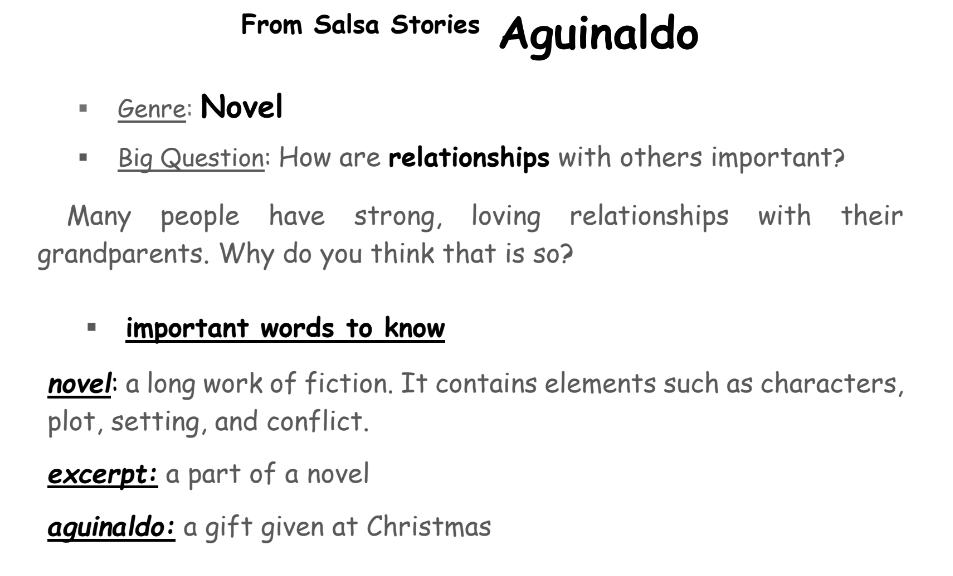 From Salsa Stories Aguinaldo
▪ Genre: Novel
▪ Big Question: How are relationships with others important?
Many people have strong, loving relationships with their
grandparents. Why do you think that is so?
▪ important words to know
novel: a long work of fiction. It contains elements such as characters,
plot, setting, and conflict.
excerpt: a part of a novel
aguinaldo: a gift given at Christmas